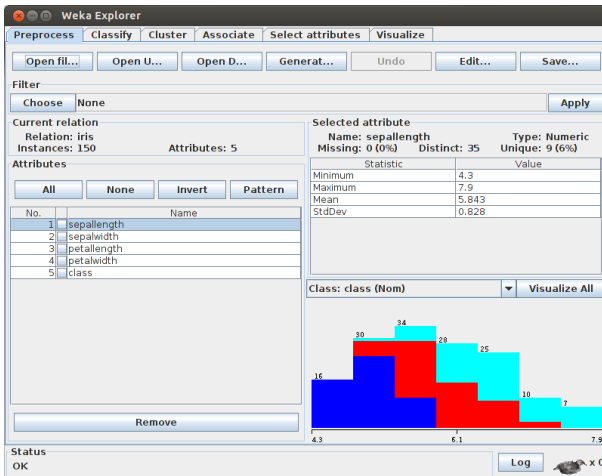 Weka Explorer
Preprocess Classify Cluster Associate Select attributes Visualize
Open fil... Open U... Open D... Generat... Undo Edit... Save...
Filter
Choose None Apply
Current relation
Relation: iris
Instances: 150 Attributes: 5
Selected attribute
Name: sepallength Type: Numeric
Missing: 0 (0%) Distinct: 35 Unique: 9 (6%)
Statistic Value
Minimum 4.3
Maximum 7.9
Mean 5.843
StdDev 0.828
Attributes
All None Invert Pattern
No. Name
1 sepallength
2 sepalwidth
3 petallength
4 petalwidth
5 class
Remove
Class: class (Nom) Visualize All
16 30 34 28 25 10 7
4.3 6.1 7.9
Status
OK
Log x 0